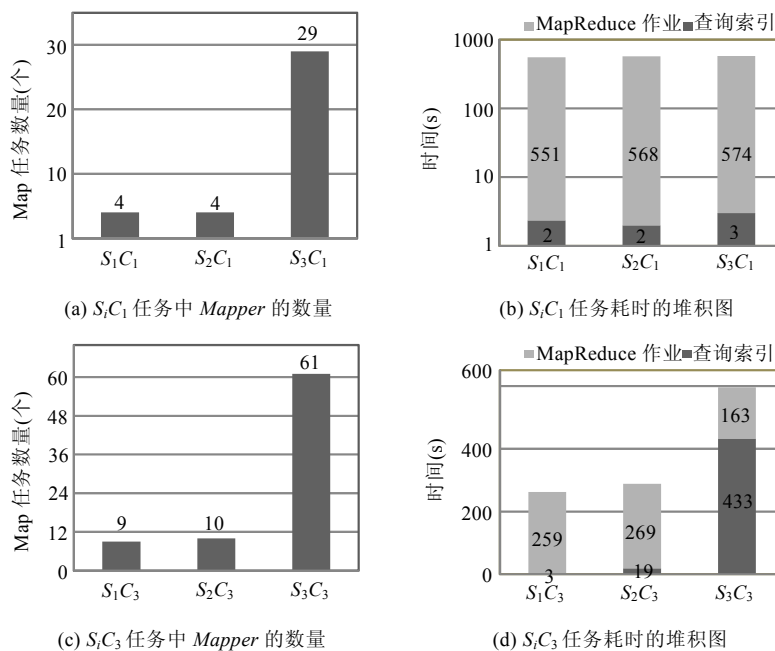 30
20
10
1
Map 任务数量(个)
4
4
29
S₁C₁
S₂C₁
S₃C₁
(a) SᵢC₁ 任务中 Mapper 的数量
MapReduce 作业 查询索引
1000
100
10
1
时间(s)
551
568
574
2
2
3
S₁C₁
S₂C₁
S₃C₁
(b) SᵢC₁ 任务耗时的堆积图
60
48
36
24
12
0
Map 任务数量(个)
9
10
61
S₁C₃
S₂C₃
S₃C₃
(c) SᵢC₃ 任务中 Mapper 的数量
MapReduce 作业 查询索引
600
400
200
0
时间(s)
163
259
269
433
3
19
S₁C₃
S₂C₃
S₃C₃
(d) SᵢC₃ 任务耗时的堆积图